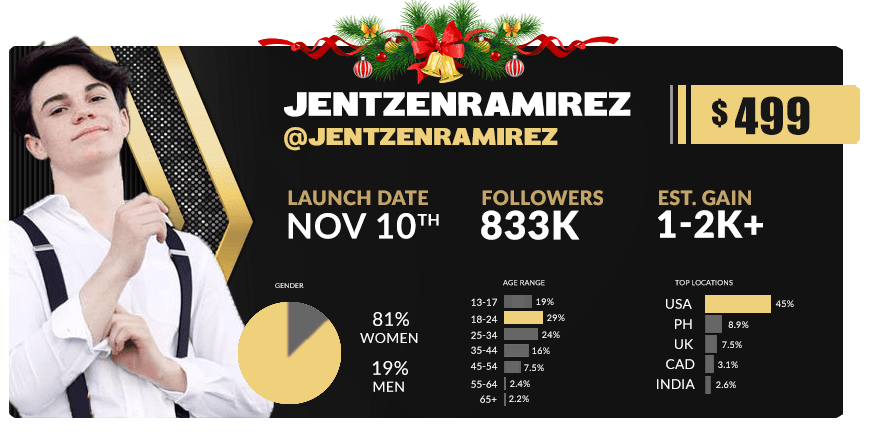 JENTZENRAMIREZ
@JENTZENRAMIREZ
$ 499
LAUNCH DATE
NOV 10TH
FOLLOWERS
833K
EST. GAIN
1-2K+
GENDER
81%
WOMEN
19%
MEN
AGE RANGE
13-17 19%
18-24 29%
25-34 24%
35-44 16%
45-54 7.5%
55-64 2.4%
65+ 2.2%
TOP LOCATIONS
USA 45%
PH 8.9%
UK 7.5%
CAD 3.1%
INDIA 2.6%